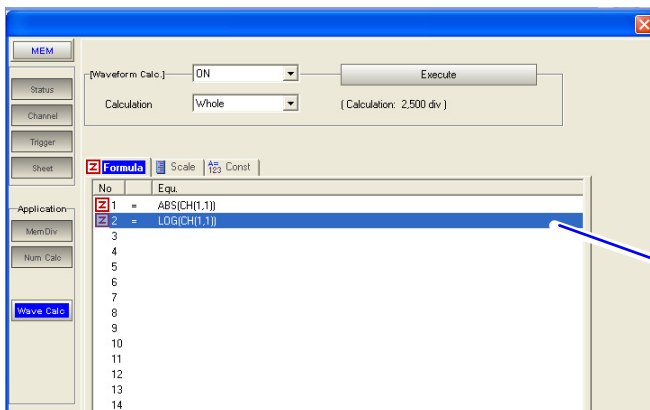 MEM
Status
Channel
Trigger
Sheet
Application
MemDiv
Num Calc
Wave Calc
[Waveform Calc.] ON Execute
Calculation Whole ( Calculation: 2,500 div )
Z Formula Scale A= 123 Const
No Equ.
Z 1 = ABS(CH(1,1))
Z 2 = LOG(CH(1,1))
3
4
5
6
7
8
9
10
11
12
13
14